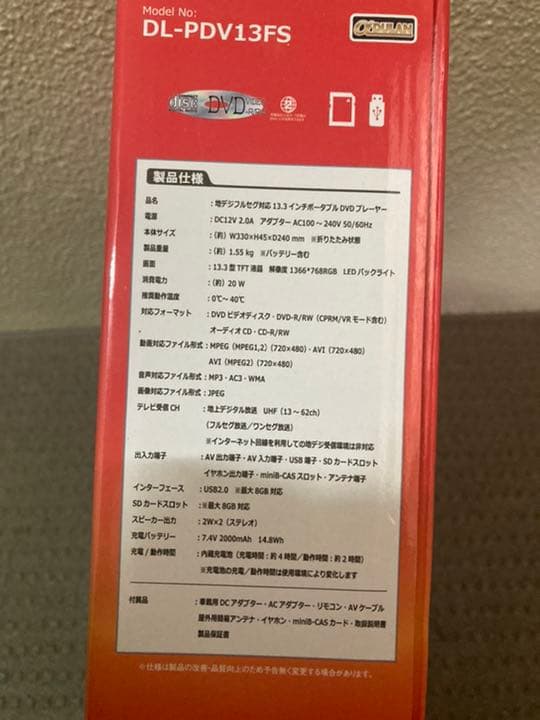 Model No:
DL-PDV13FS
αDULAN
DISC DVD
製品仕様
品名 :地デジフルセグ対応 13.3 インチポータブル DVD プレーヤー
電源 :DC12V 2.0A アダプター AC100~240V 50/60Hz
本体サイズ :(約) W330×H45×D240 mm ※折りたたみ状態
製品重量 :(約) 1.55 kg ※バッテリー含む
画面 :13.3 型 TFT 液晶 解像度 1366*768RGB LED バックライト
消費電力 :(約) 20 W
推奨動作温度 :0℃~ 40℃
対応フォーマット :DVD ビデオディスク・DVD-R/RW (CPRM/VR モード含む)
オーディオ CD・CD-R/RW
動画対応ファイル形式 :MPEG (MPEG1,2) (720×480)・AVI (720×480)
AVI (MPEG2) (720×480)
音声対応ファイル形式 :MP3・AC3・WMA
画像対応ファイル形式 :JPEG
テレビ受信 CH :地上デジタル放送 UHF (13 ~ 62ch)
(フルセグ放送/ワンセグ放送)
※インターネット回線を利用しての地デジ受信環境は非対応
出入力端子 :AV 出力端子・AV 入力端子・USB 端子・SD カードスロット
イヤホン出力端子・miniB-CAS スロット・アンテナ端子
インターフェース :USB2.0 ※最大 8GB 対応
SD カードスロット :※最大 8GB 対応
スピーカー出力 :2W×2 (ステレオ)
充電バッテリー :7.4V 2000mAh 14.8Wh
充電 / 動作時間 :内蔵充電池 (充電時間:約 4 時間/動作時間:約 2 時間)
※充電池の充電/動作時間は使用環境により変化します
付属品 :車載用 DC アダプター・AC アダプター・リモコン・AV ケーブル
屋外用簡易アンテナ・イヤホン・miniB-CAS カード・取扱説明書
製品保証書
※仕様は製品の改善・品質向上のため予告無く変更する場合があります。